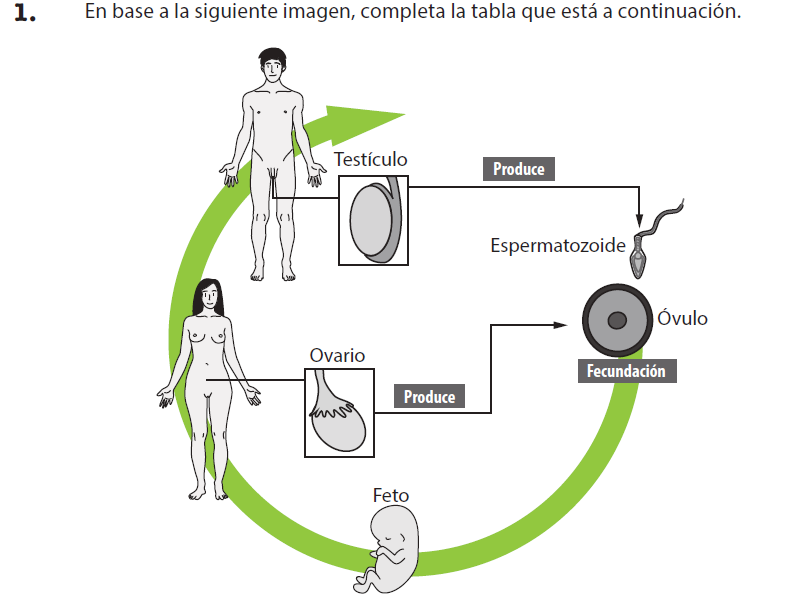 1. En base a la siguiente imagen, completa la tabla que está a continuación.
Testículo
Produce
Espermatozoide
Óvulo
Fecundación
Ovario
Produce
Feto